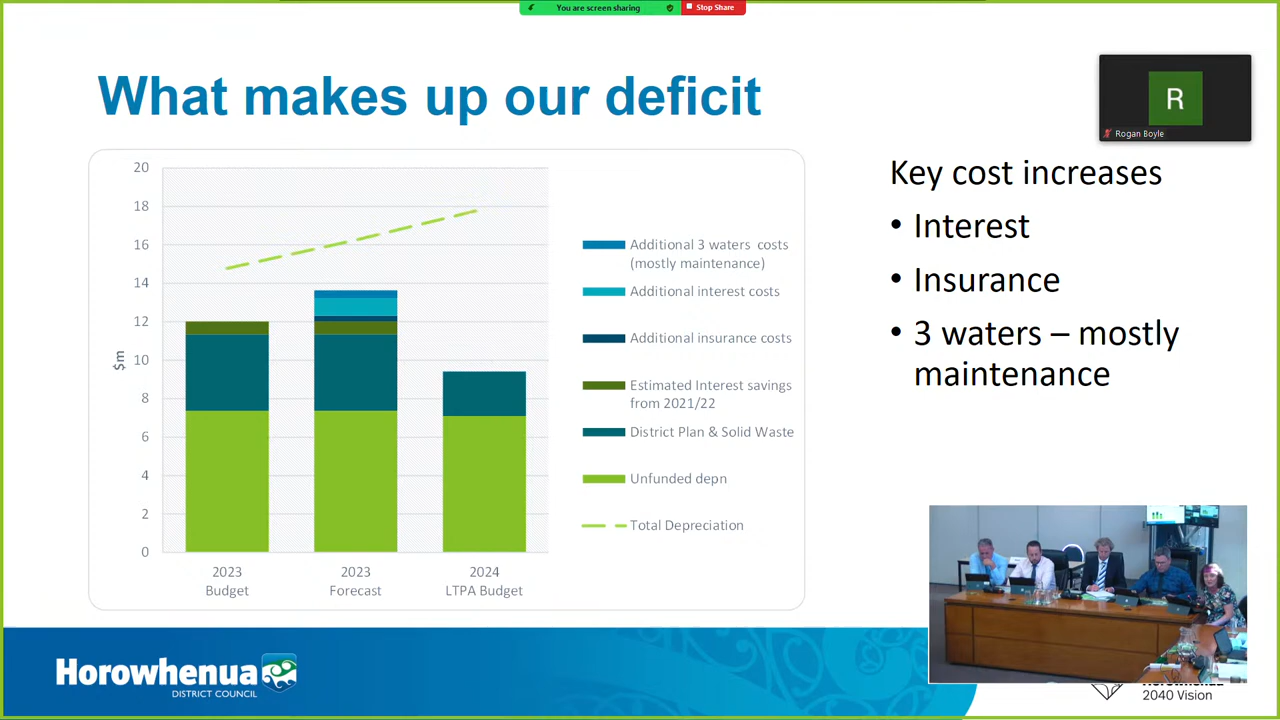 You are screen sharing
Stop Share
What makes up our deficit
R
Rogan Boyle
20
18
16
14
12
10
8
6
4
2
0
$m
2023
Budget
2023
Forecast
2024
LTPA Budget
Additional 3 waters costs
(mostly maintenance)
Additional interest costs
Additional insurance costs
Estimated Interest savings
from 2021/22
District Plan & Solid Waste
Unfunded depn
Total Depreciation
Key cost increases
• Interest
• Insurance
• 3 waters – mostly
maintenance
Horowhenua
DISTRICT COUNCIL
2040 Vision